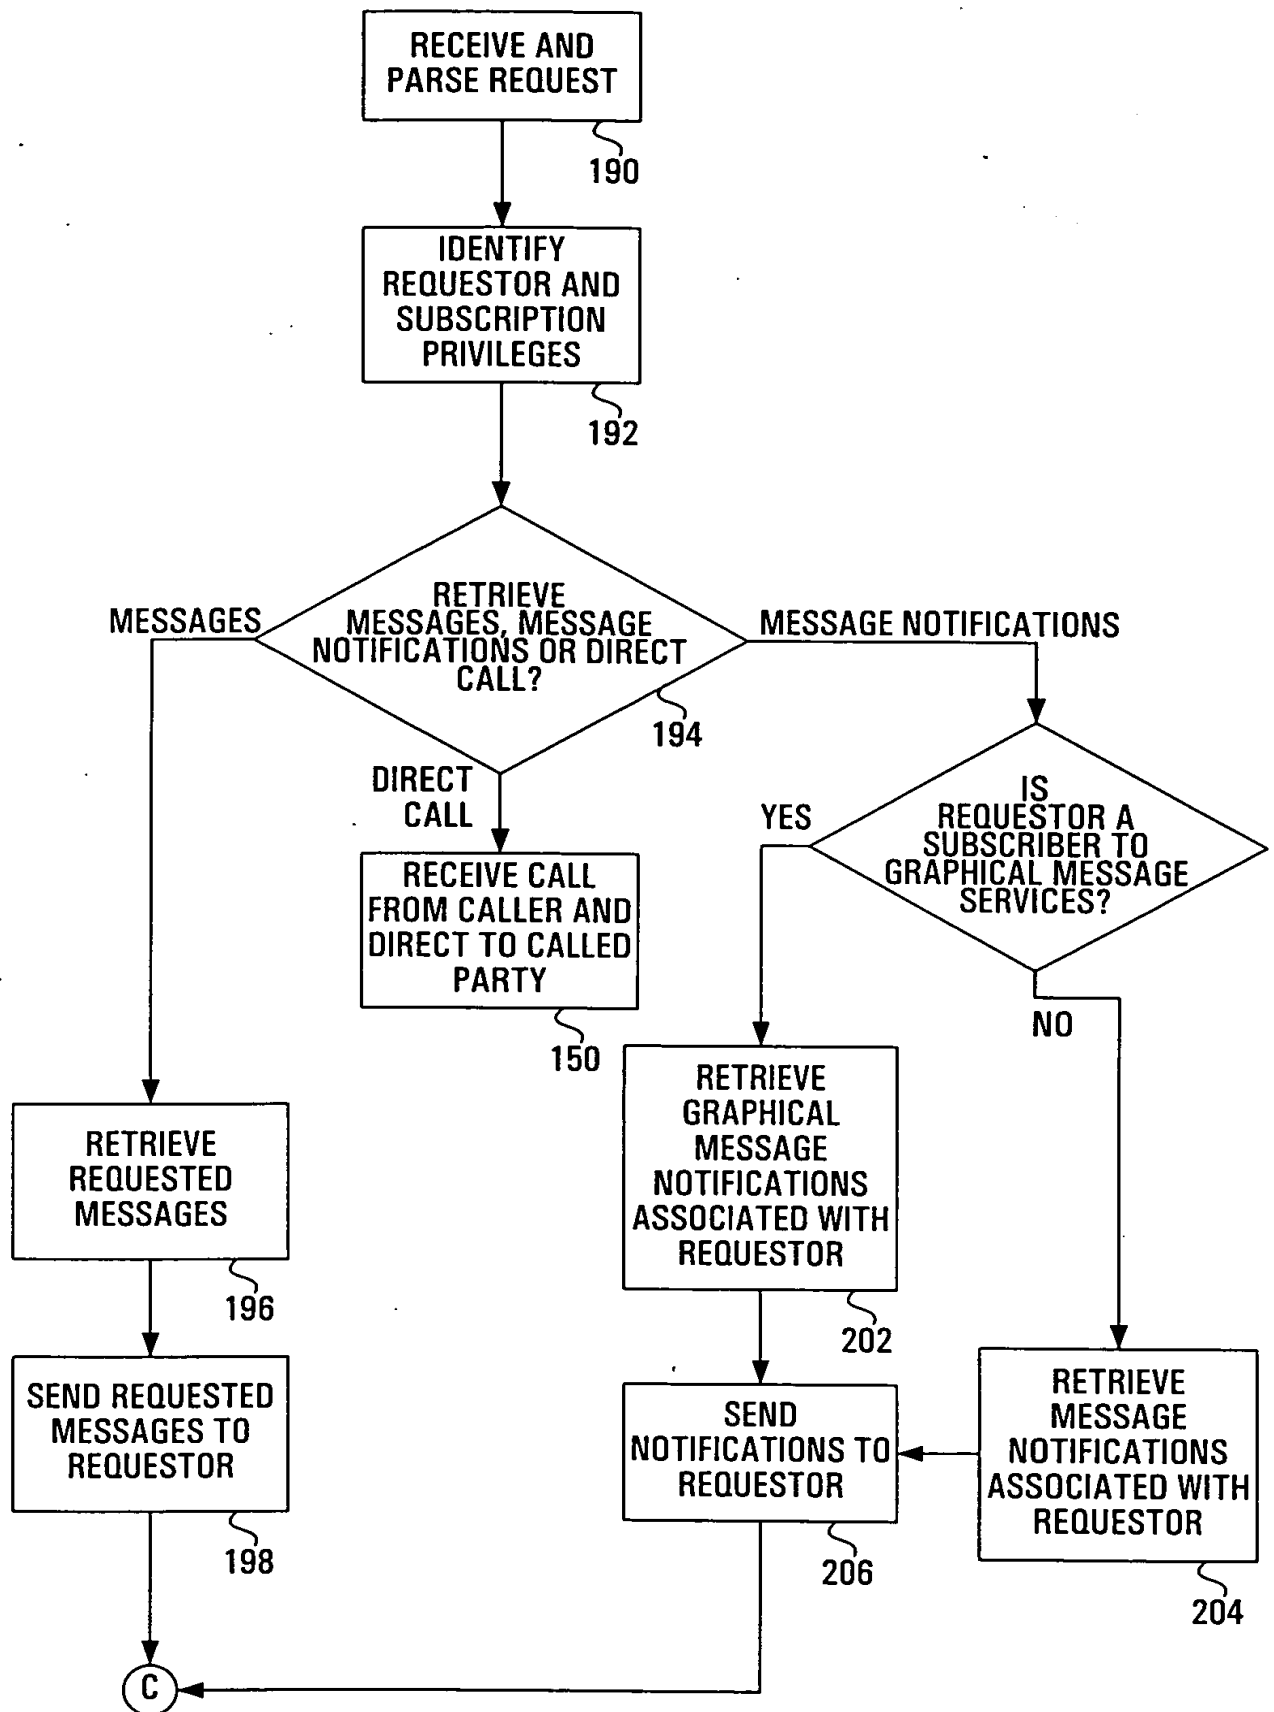 RECEIVE AND
PARSE REQUEST
190
IDENTIFY
REQUESTOR AND
SUBSCRIPTION
PRIVILEGES
192
RETRIEVE
MESSAGES, MESSAGE
NOTIFICATIONS OR DIRECT
CALL?
194
MESSAGES
MESSAGE NOTIFICATIONS
DIRECT
CALL
RECEIVE CALL
FROM CALLER AND
DIRECT TO CALLED
PARTY
150
IS
REQUESTOR A
SUBSCRIBER TO
GRAPHICAL MESSAGE
SERVICES?
YES
NO
RETRIEVE
REQUESTED
MESSAGES
196
SEND REQUESTED
MESSAGES TO
REQUESTOR
198
RETRIEVE
GRAPHICAL
MESSAGE
NOTIFICATIONS
ASSOCIATED WITH
REQUESTOR
202
SEND
NOTIFICATIONS TO
REQUESTOR
206
RETRIEVE
MESSAGE
NOTIFICATIONS
ASSOCIATED WITH
REQUESTOR
204
C